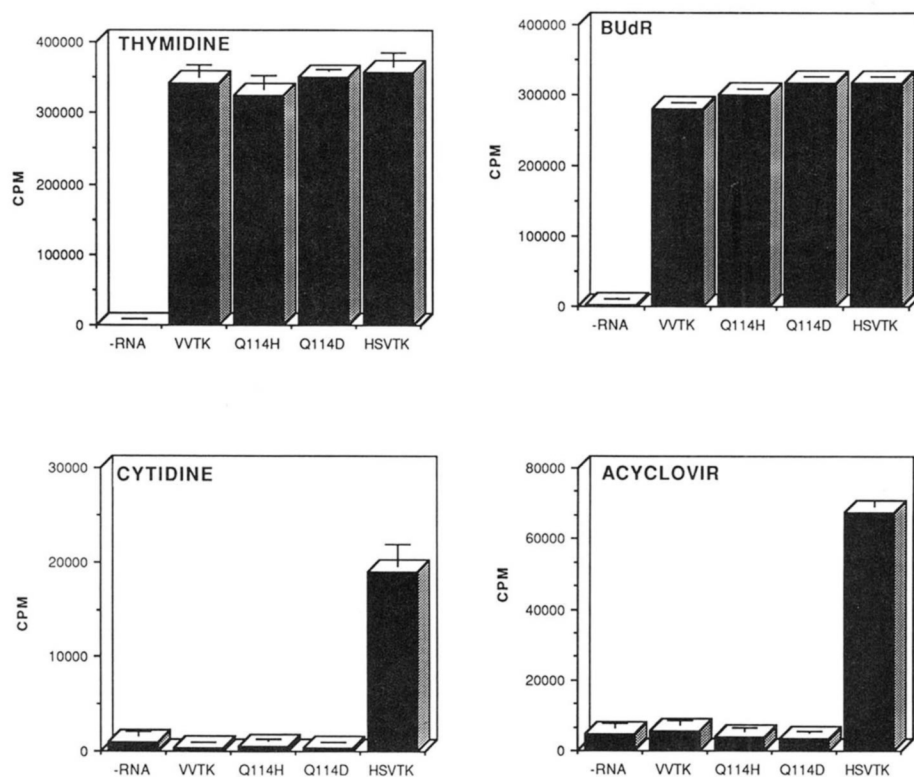 THYMIDINE
400000
300000
200000
100000
0
CPM
-RNA VVTK Q114H Q114D HSVTK
BUdR
400000
300000
200000
100000
0
CPM
-RNA VVTK Q114H Q114D HSVTK
CYTIDINE
30000
20000
10000
0
CPM
-RNA VVTK Q114H Q114D HSVTK
ACYCLOVIR
80000
60000
40000
20000
0
CPM
-RNA VVTK Q114H Q114D HSVTK